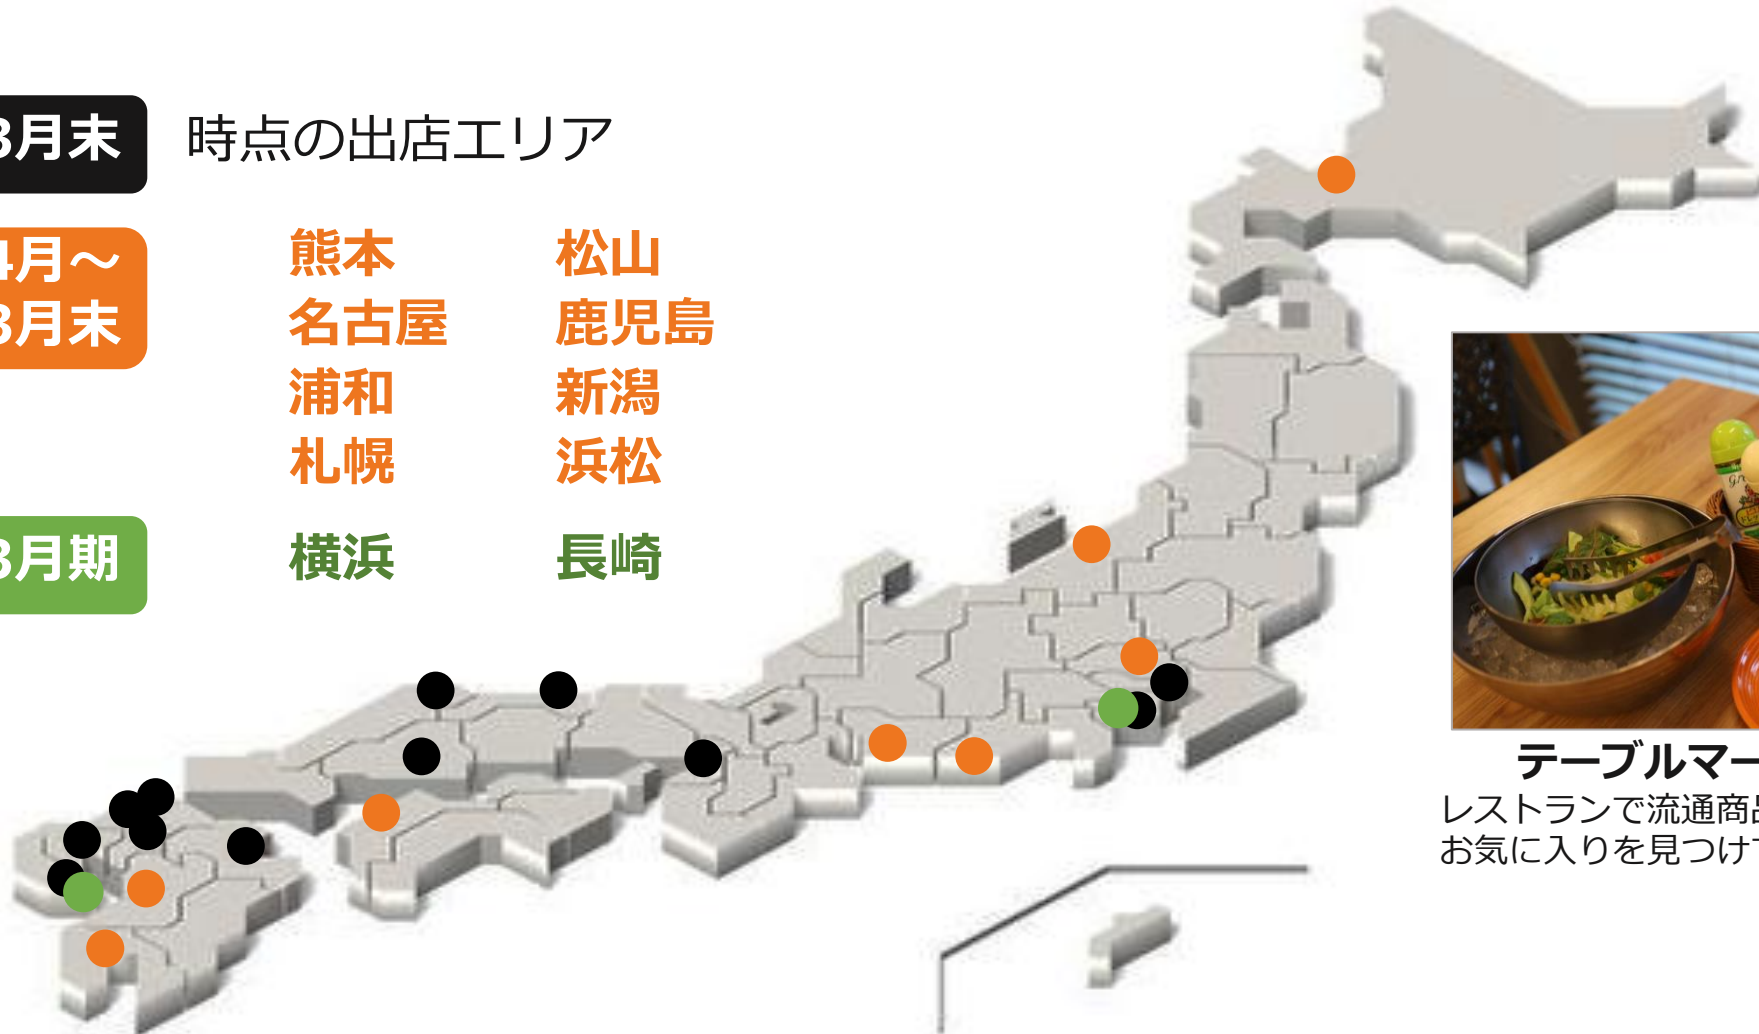 3月末
時点の出店エリア
4月～
3月末
熊本 松山
名古屋 鹿児島
浦和 新潟
札幌 浜松
3月期
横浜 長崎
テーブルマー
レストランで流通商品
お気に入りを見つけて